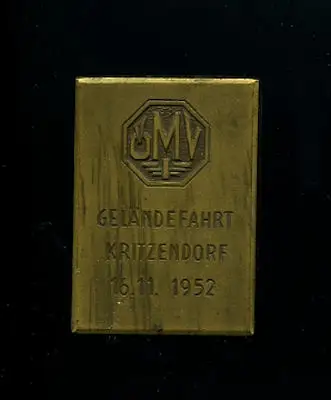 ÖMV
GELÄNDEFAHRT
KRITZENDORF
16.11. 1952